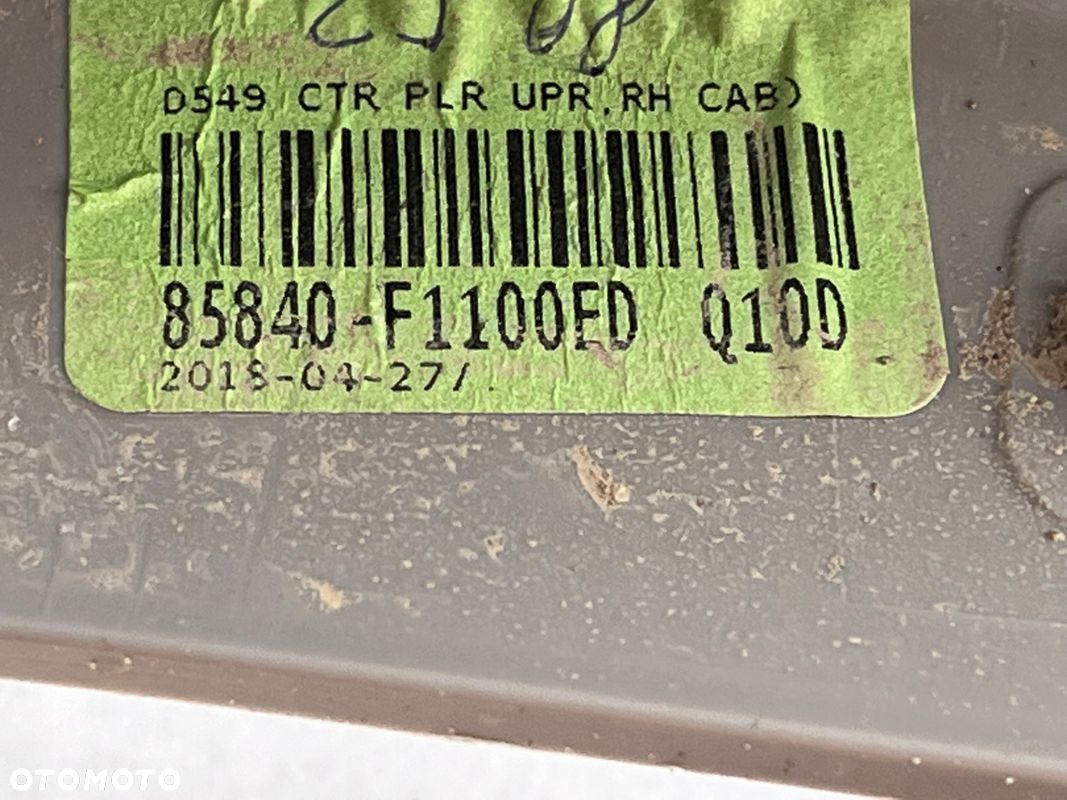 D549 CTR PLR UPR,RH CAB)
85840-F1100ED Q10D
2018-04-27/.
OTOMOTO